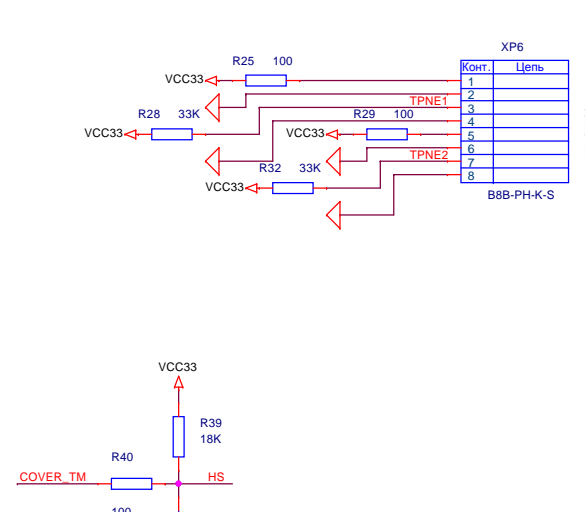 XP6
R25 100
Конт. Цепь
VCC33
1
2
TPNE1
3
R28 33K
R29 100
4
VCC33
VCC33
5
6
TPNE2
7
R32 33K
8
VCC33
B8B-PH-K-S
VCC33
R39
18K
R40
COVER_TM
HS
100